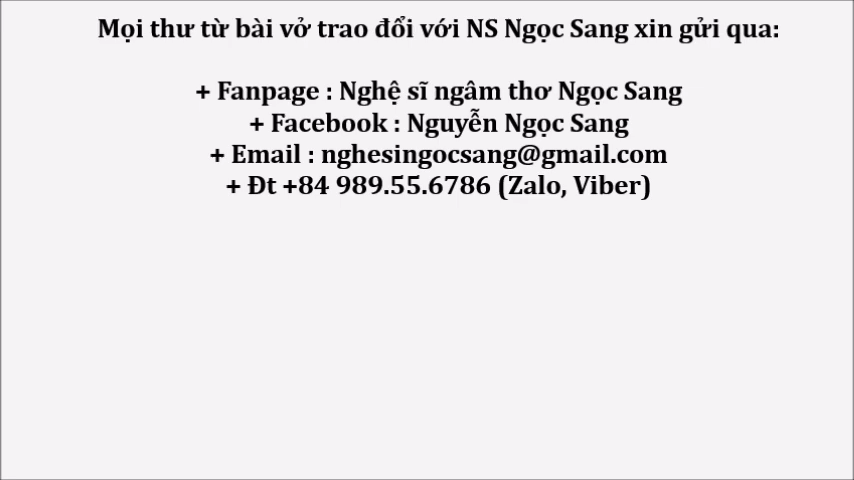 Mọi thư từ bài vở trao đổi với NS Ngọc Sang xin gửi qua:
+ Fanpage : Nghệ sĩ ngâm thơ Ngọc Sang
+ Facebook : Nguyễn Ngọc Sang
+ Email : nghesingocsang@gmail.com
+ Đt +84 989.55.6786 (Zalo, Viber)